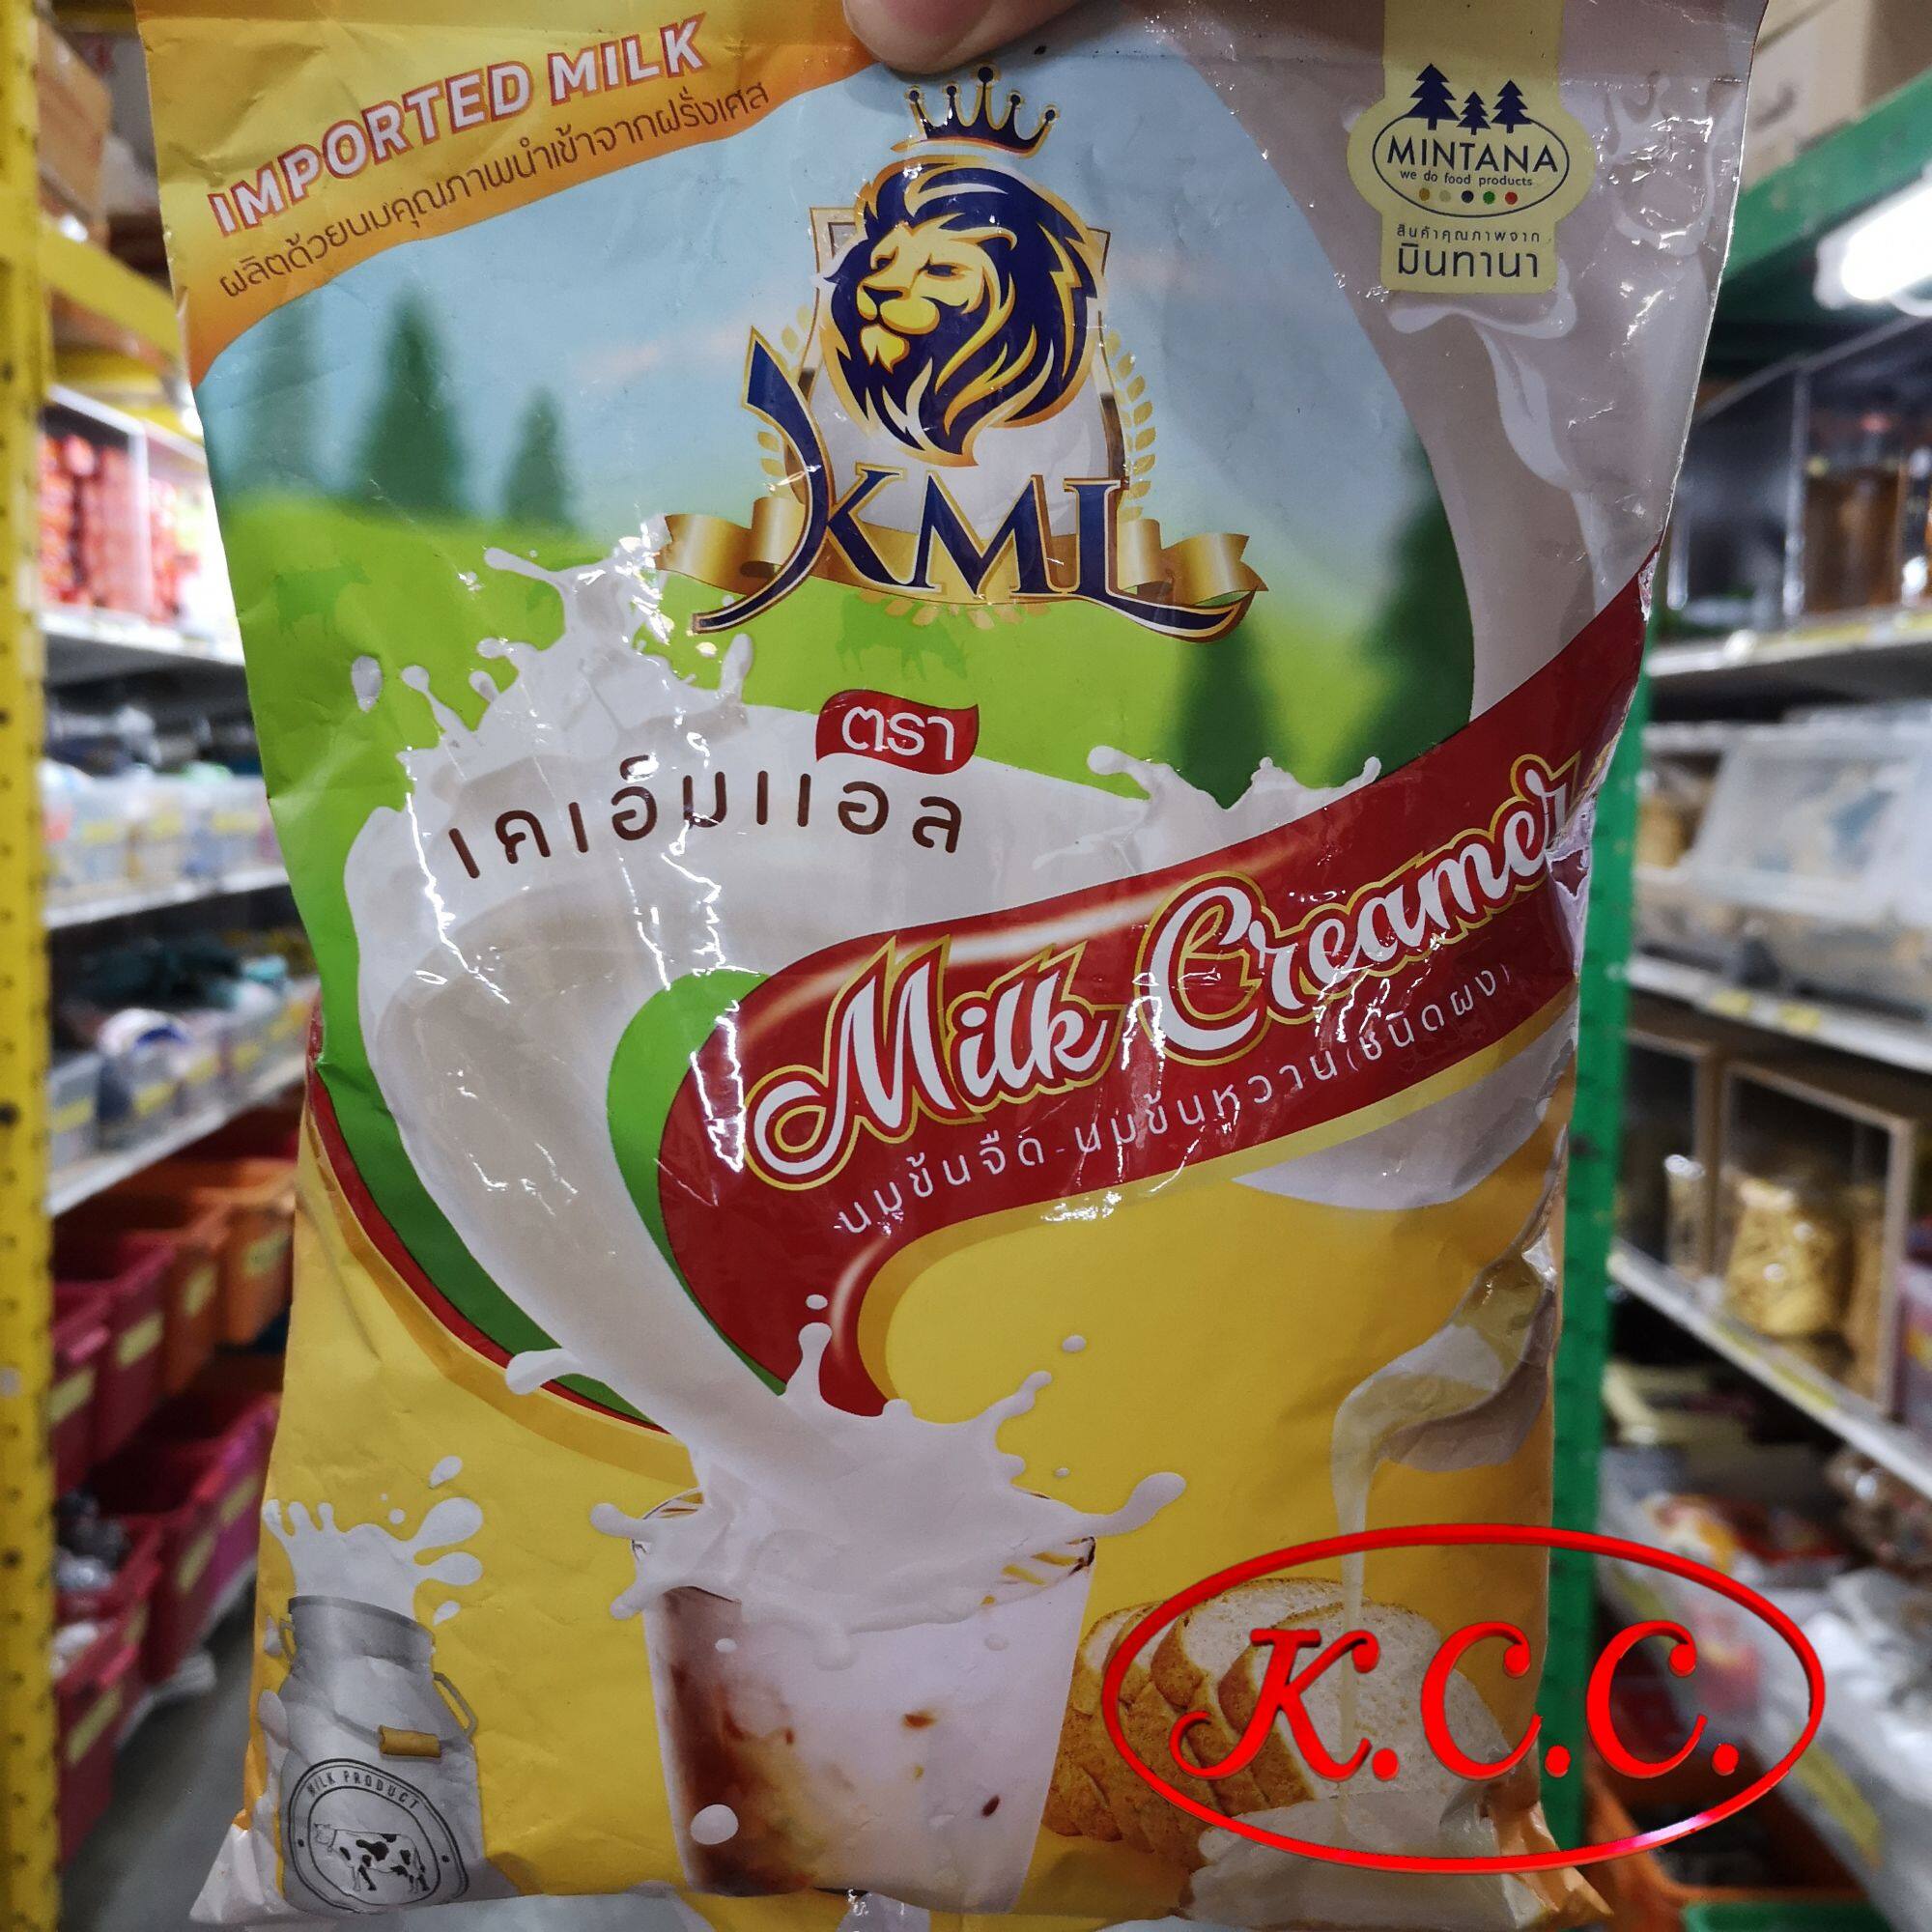 IMPORTED MILK
ผลิตด้วยนมคุณภาพนำเข้าจากฝรั่งเศส
MINTANA
we do food products
สินค้าคุณภาพจาก
มินทานา
KML
ตรา
เคเอ็มแอล
Milk Creamer
นมข้นจืด-นมข้นหวาน(ชนิดผง)
MILK PRODUCT
K.C.C.